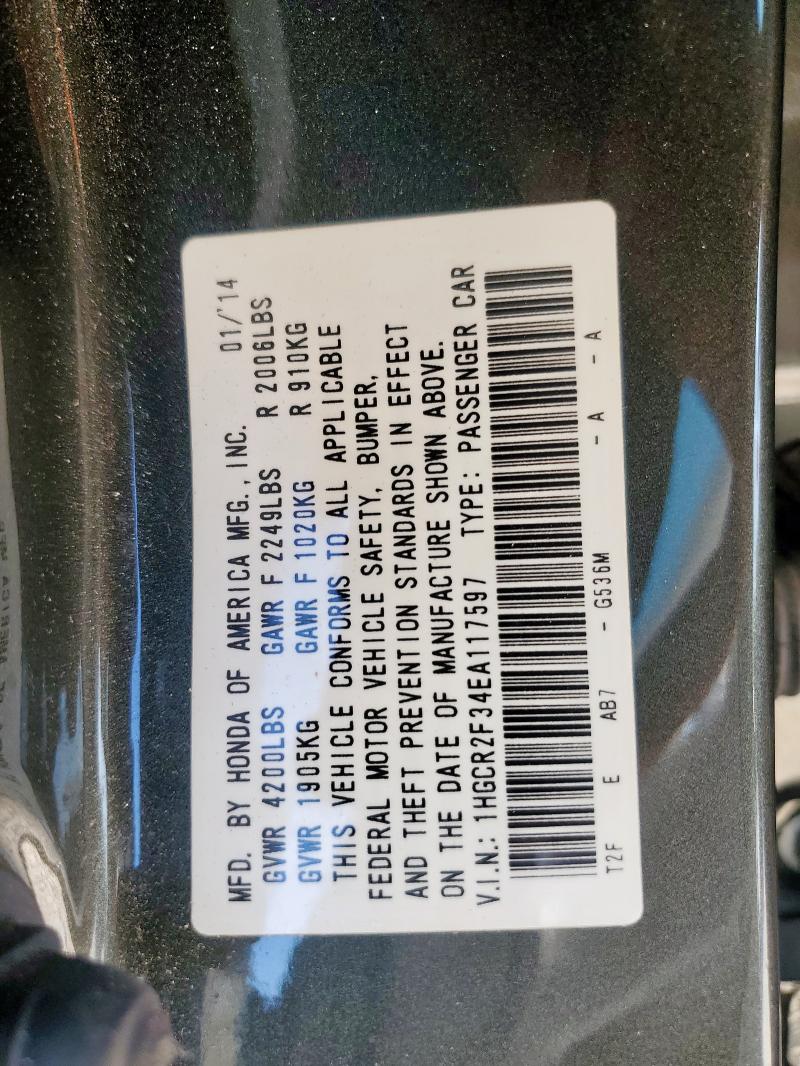 MFD. BY HONDA OF AMERICA MFG., INC. 01/'14
GVWR 4200LBS GAWR F 2249LBS R 2006LBS
GVWR 1905KG GAWR F 1020KG R 910KG
THIS VEHICLE CONFORMS TO ALL APPLICABLE
FEDERAL MOTOR VEHICLE SAFETY, BUMPER,
AND THEFT PREVENTION STANDARDS IN EFFECT
ON THE DATE OF MANUFACTURE SHOWN ABOVE.
V.I.N.: 1HGCR2F34EA117597 TYPE: PASSENGER CAR
T2F E AB7 - G536M - A - A